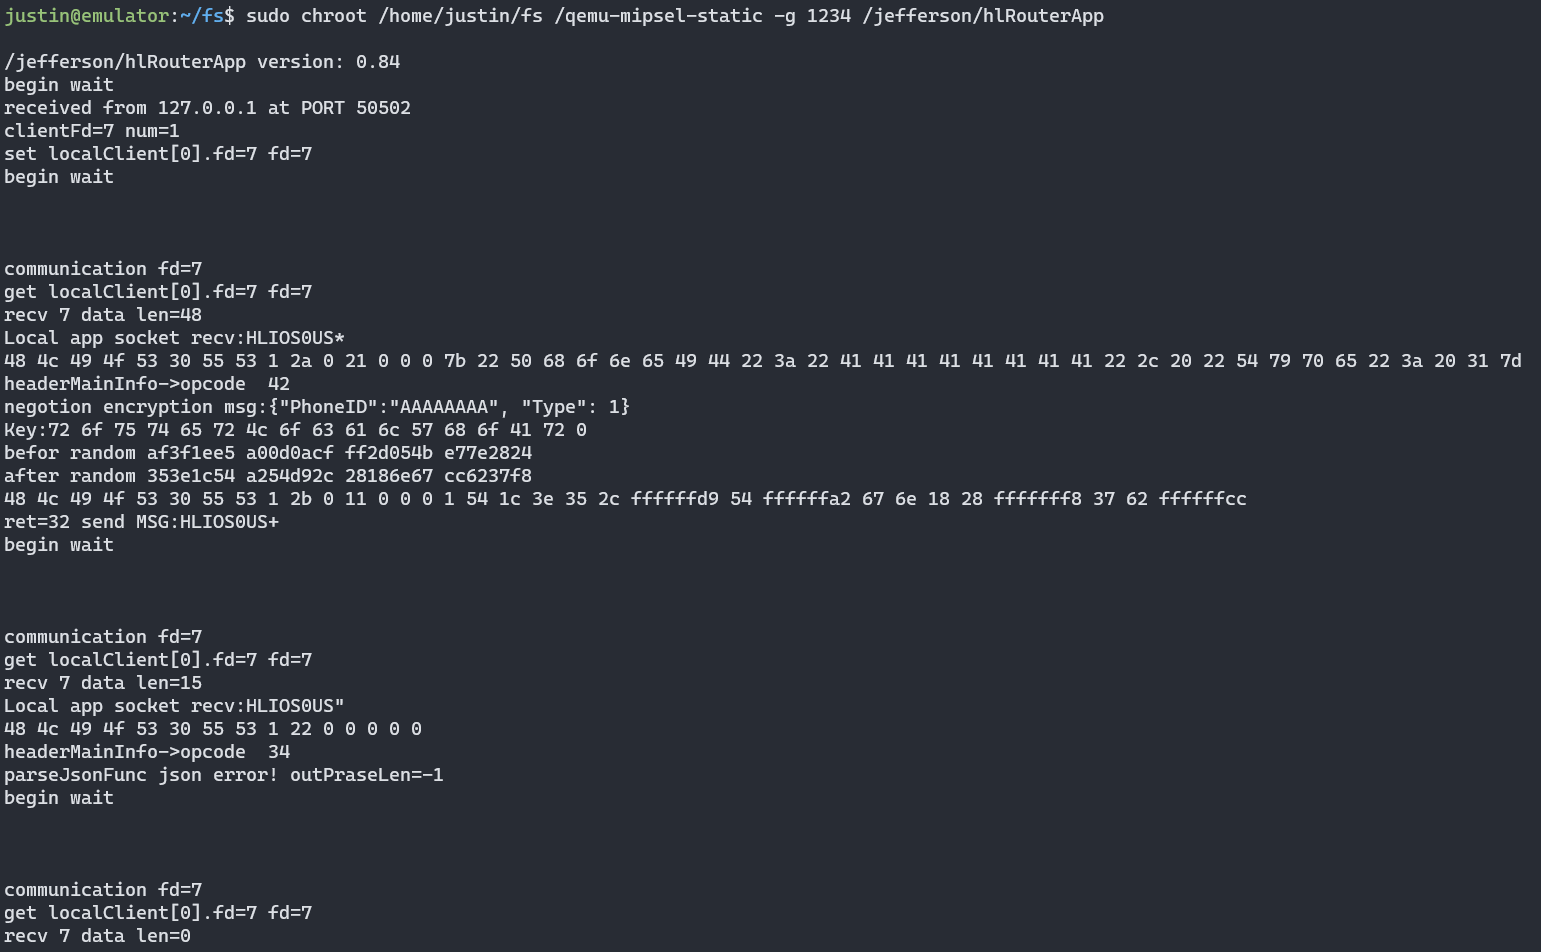 justin@emulator:~/fs$ sudo chroot /home/justin/fs /qemu-mipsel-static -g 1234 /jefferson/hlRouterApp
/jefferson/hlRouterApp version: 0.84
begin wait
received from 127.0.0.1 at PORT 50502
clientFd=7 num=1
set localClient[0].fd=7 fd=7
begin wait
communication fd=7
get localClient[0].fd=7 fd=7
recv 7 data len=48
Local app socket recv:HLIOS0US*
48 4c 49 4f 53 30 55 53 1 2a 0 21 0 0 0 7b 22 50 68 6f 6e 65 49 44 22 3a 22 41 41 41 41 41 41 41 41 22 2c 20 22 54 79 70 65 22 3a 20 31 7d
headerMainInfo->opcode  42
negotion encryption msg:{"PhoneID":"AAAAAAAA", "Type": 1}
Key:72 6f 75 74 65 72 4c 6f 63 61 6c 57 68 6f 41 72 0
befor random af3f1ee5 a00d0acf ff2d054b e77e2824
after random 353e1c54 a254d92c 28186e67 cc6237f8
48 4c 49 4f 53 30 55 53 1 2b 0 11 0 0 0 1 54 1c 3e 35 2c ffffffd9 54 ffffffa2 67 6e 18 28 fffffff8 37 62 ffffffcc
ret=32 send MSG:HLIOS0US+
begin wait
communication fd=7
get localClient[0].fd=7 fd=7
recv 7 data len=15
Local app socket recv:HLIOS0US"
48 4c 49 4f 53 30 55 53 1 22 0 0 0 0 0
headerMainInfo->opcode  34
parseJsonFunc json error! outPraseLen=-1
begin wait
communication fd=7
get localClient[0].fd=7 fd=7
recv 7 data len=0